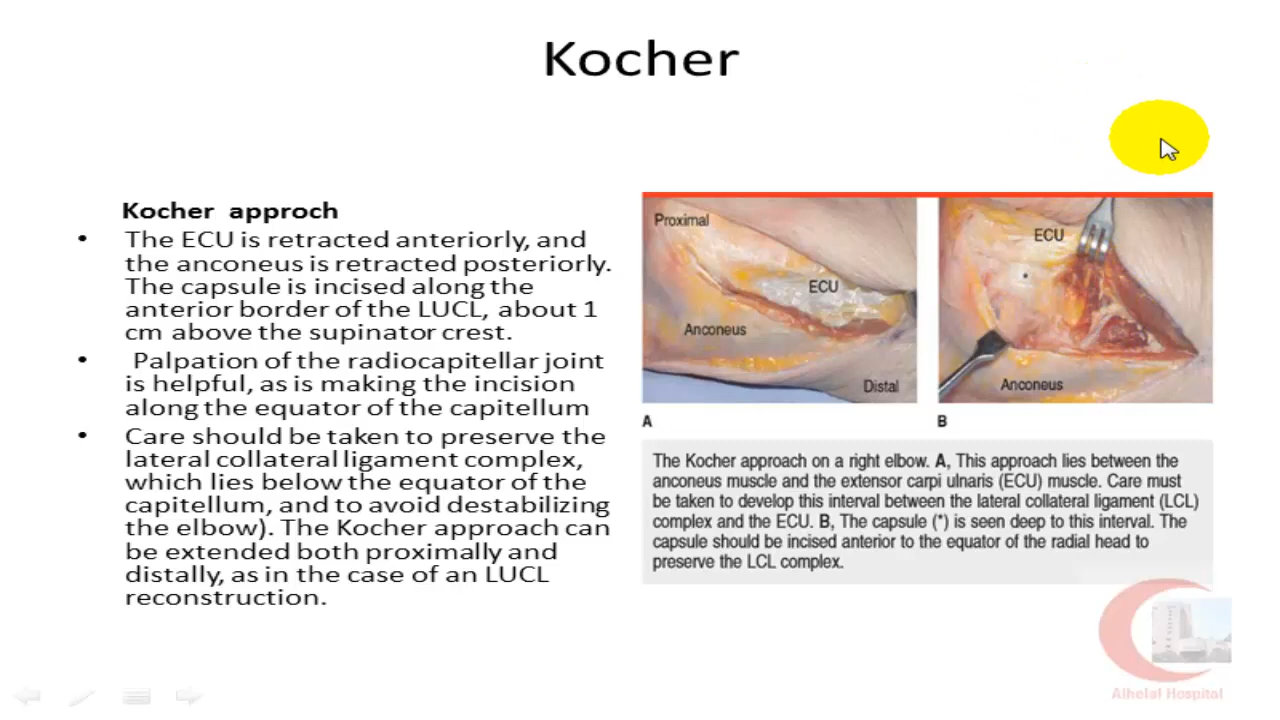 Kocher
Kocher approch
• The ECU is retracted anteriorly, and
the anconeus is retracted posteriorly.
The capsule is incised along the
anterior border of the LUCL, about 1
cm above the supinator crest.
• Palpation of the radiocapitellar joint
is helpful, as is making the incision
along the equator of the capitellum
• Care should be taken to preserve the
lateral collateral ligament complex,
which lies below the equator of the
capitellum, and to avoid destabilizing
the elbow). The Kocher approach can
be extended both proximally and
distally, as in the case of an LUCL
reconstruction.
Proximal
ECU
Anconeus
Distal
A
ECU
*
Anconeus
B
The Kocher approach on a right elbow. A, This approach lies between the
anconeus muscle and the extensor carpi ulnaris (ECU) muscle. Care must
be taken to develop this interval between the lateral collateral ligament (LCL)
complex and the ECU. B, The capsule (*) is seen deep to this interval. The
capsule should be incised anterior to the equator of the radial head to
preserve the LCL complex.
Alhelal Hospital